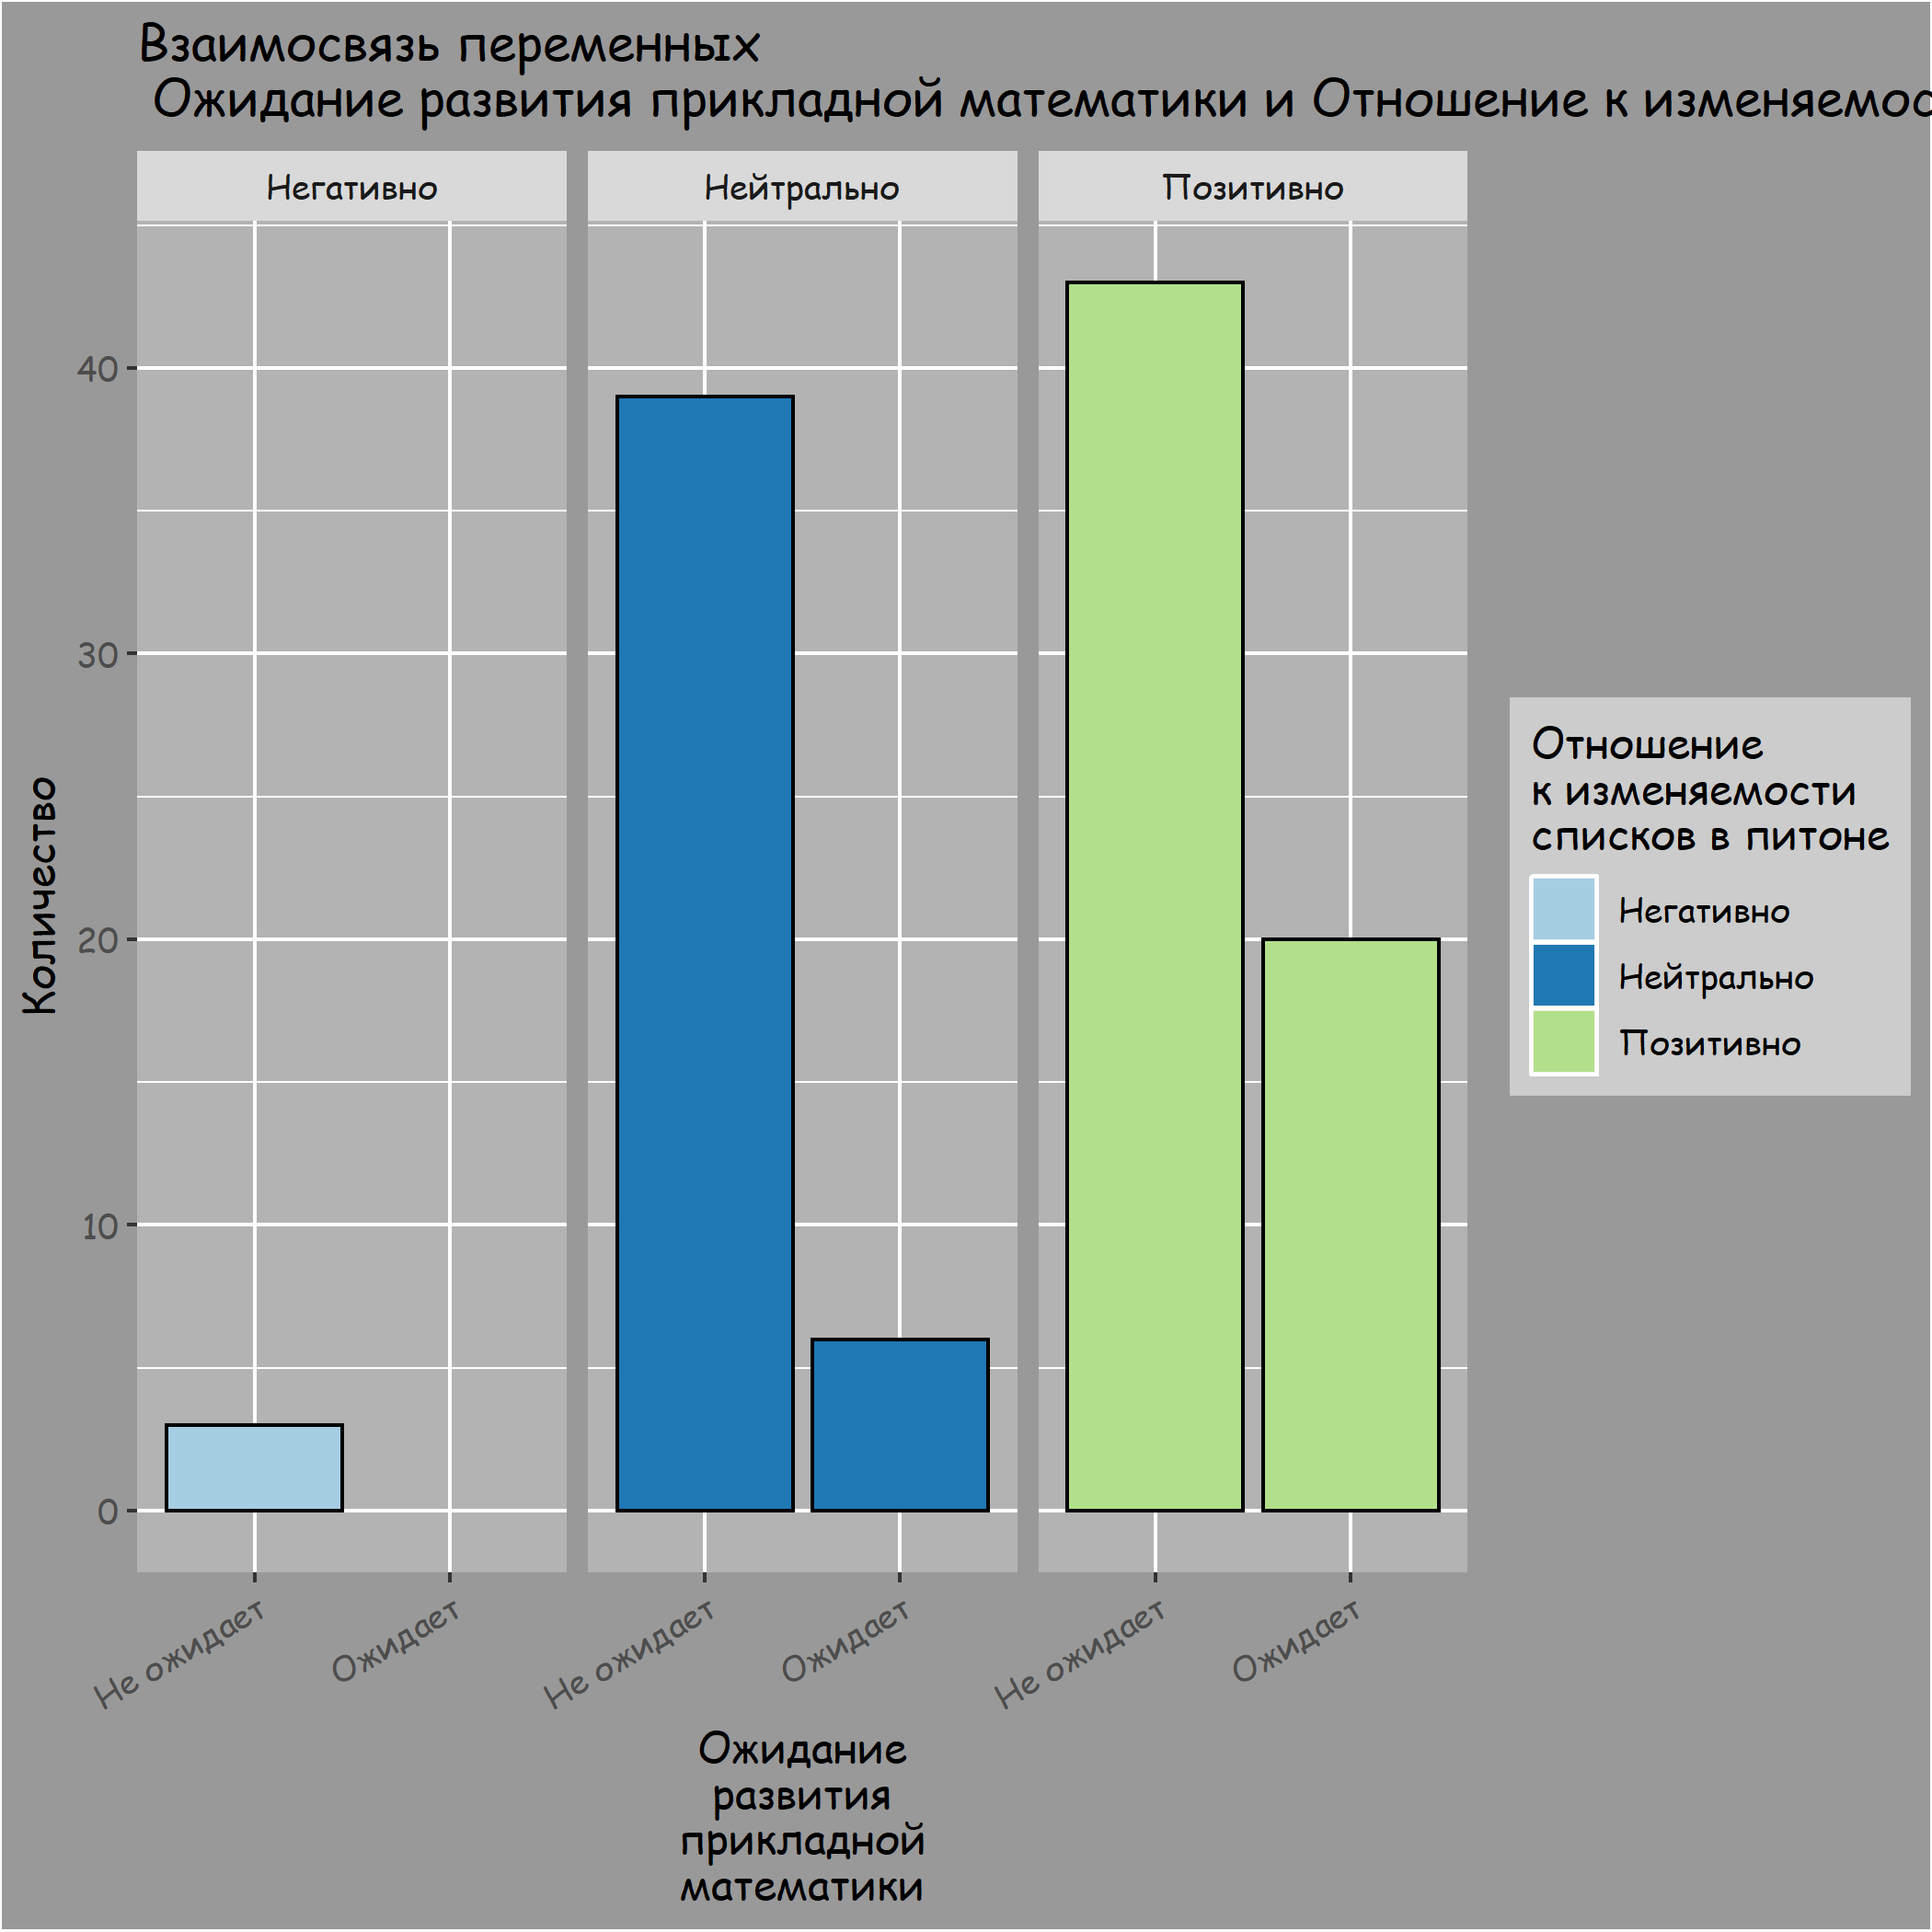 Взаимосвязь переменных
Ожидание развития прикладной математики и Отношение к изменяемос
Негативно
Нейтрально
Позитивно
40
30
20
10
0
Количество
Не ожидает
Ожидает
Не ожидает
Ожидает
Не ожидает
Ожидает
Ожидание
развития
прикладной
математики
Отношение
к изменяемости
списков в питоне
Негативно
Нейтрально
Позитивно